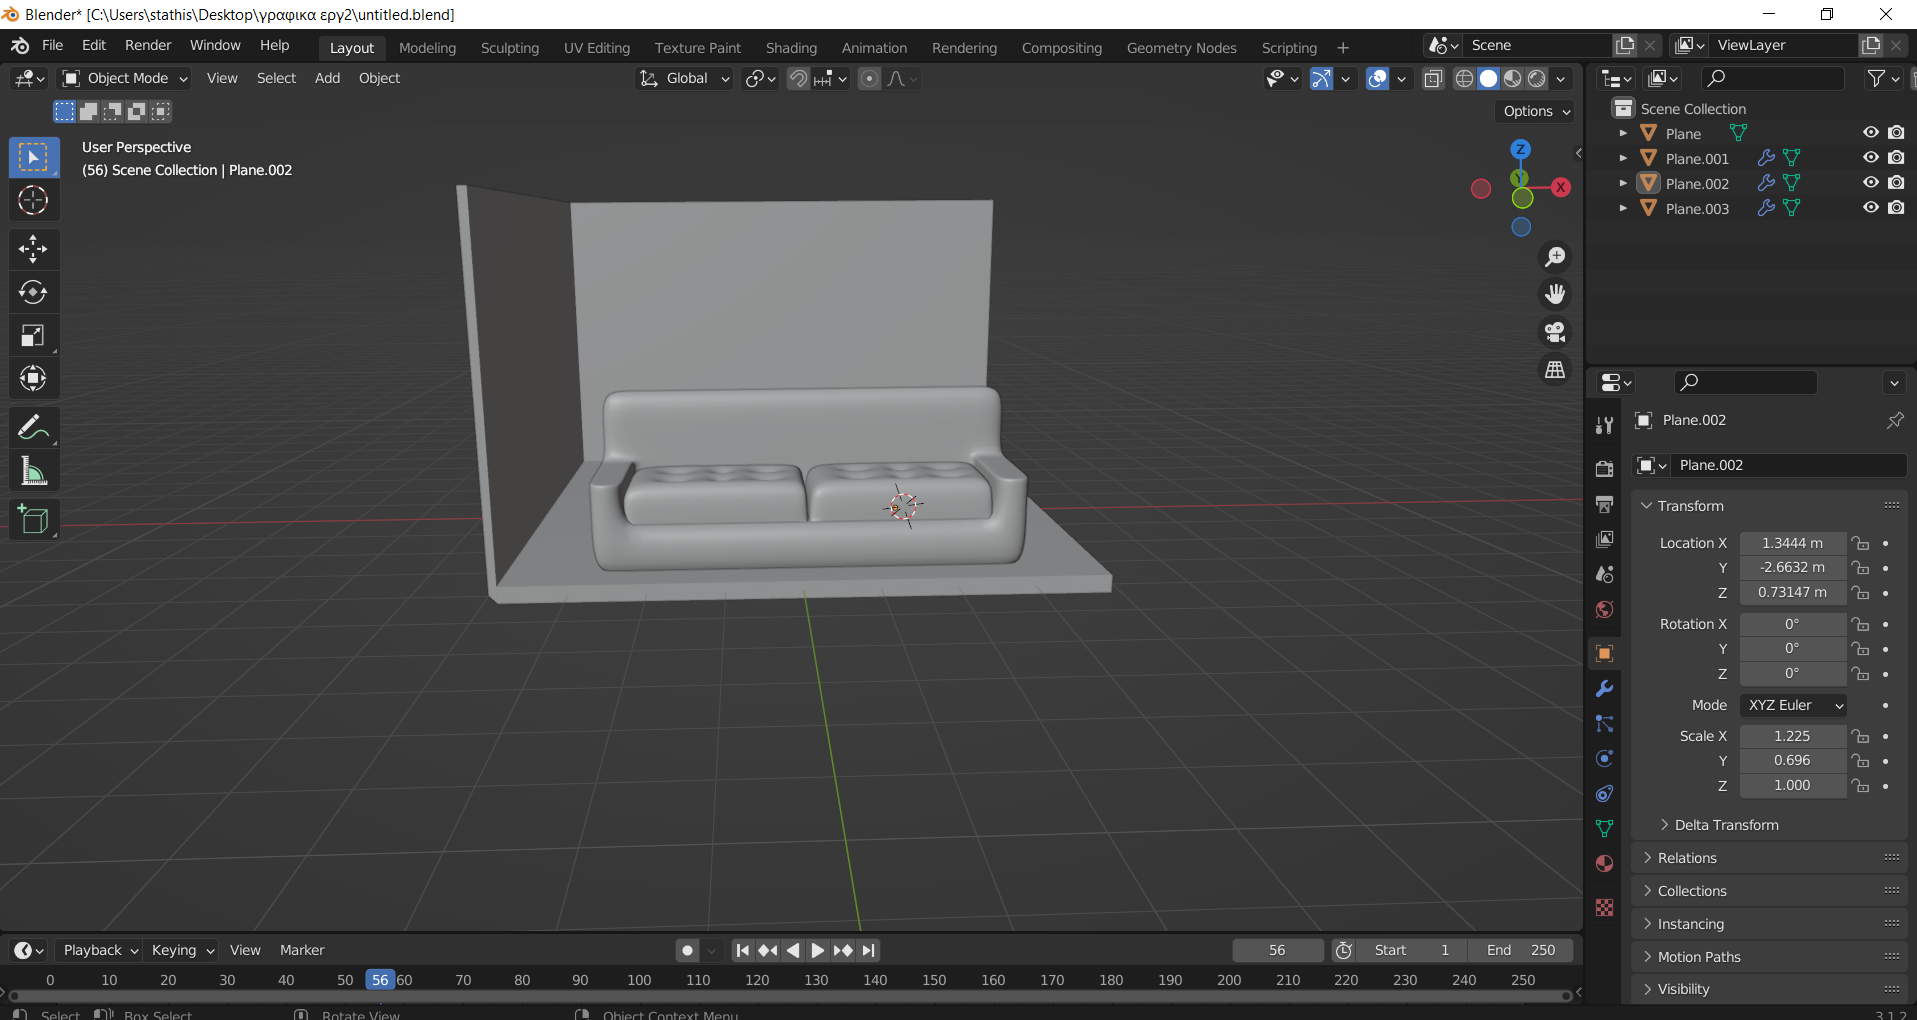 Blender* [C:\Users\stathis\Desktop\γραφικα εργ2\untitled.blend]
File Edit Render Window Help Layout Modeling Sculpting UV Editing Texture Paint Shading Animation Rendering Compositing Geometry Nodes Scripting + Scene ViewLayer
Object Mode View Select Add Object Global
Options
User Perspective
(56) Scene Collection | Plane.002
Z
Y
X
Scene Collection
Plane
Plane.001
Plane.002
Plane.003
Plane.002
Plane.002
Transform
Location X 1.3444 m
Y -2.6632 m
Z 0.73147 m
Rotation X 0°
Y 0°
Z 0°
Mode XYZ Euler
Scale X 1.225
Y 0.696
Z 1.000
Delta Transform
Relations
Collections
Instancing
Motion Paths
Visibility
Playback Keying View Marker 56 Start 1 End 250
0 10 20 30 40 50 56 60 70 80 90 100 110 120 130 140 150 160 170 180 190 200 210 220 230 240 250
Select Box Select Rotate View Object Context Menu 3.1.2